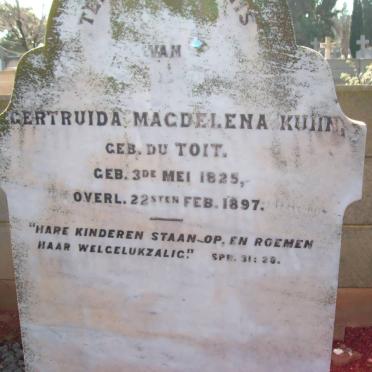 VAN
GERTRUIDA MAGDELENA
GEB. DU TOIT.
GEB. 3DE MEI 1825,
OVERL. 22STEN FEB. 1897.
"HARE KINDEREN STAAN OP, EN ROEMEN
HAAR WELGELUKZALIG." SPR. 31:28.